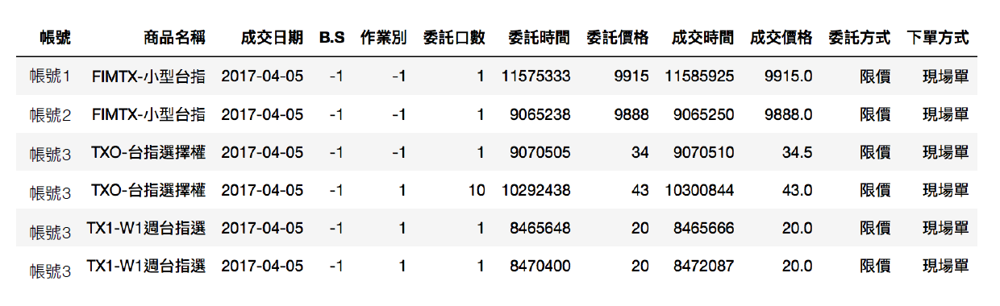 帳號 商品名稱 成交日期 B.S 作業別 委託口數 委託時間 委託價格 成交時間 成交價格 委託方式 下單方式
帳號1 FIMTX-小型台指 2017-04-05 -1 -1 1 11575333 9915 11585925 9915.0 限價 現場單
帳號2 FIMTX-小型台指 2017-04-05 -1 -1 1 9065238 9888 9065250 9888.0 限價 現場單
帳號3 TXO-台指選擇權 2017-04-05 -1 -1 1 9070505 34 9070510 34.5 限價 現場單
帳號3 TXO-台指選擇權 2017-04-05 -1 1 10 10292438 43 10300844 43.0 限價 現場單
帳號3 TX1-W1週台指選 2017-04-05 -1 1 1 8465648 20 8465666 20.0 限價 現場單
帳號3 TX1-W1週台指選 2017-04-05 -1 1 1 8470400 20 8472087 20.0 限價 現場單